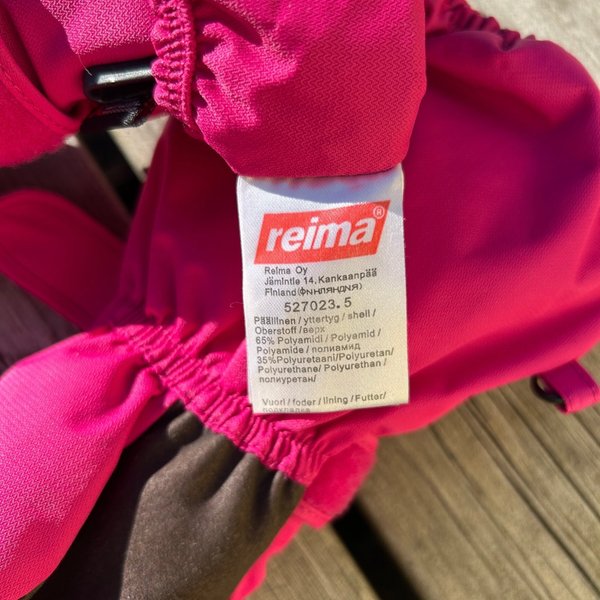 reima®
Reima Oy
Jämintie 14, Kankaanpää
Finland (ФИНЛЯНДИЯ)
527023.5
Päällinen / yttertyg / shell /
Oberstoff / верх
65% Polyamidi / Polyamid /
Polyamide / полиамид
35%Polyuretaani/Polyuretan/
Polyurethane/ Polyurethan /
полиуретан/
Vuori / foder / lining / Futter/
подкладка